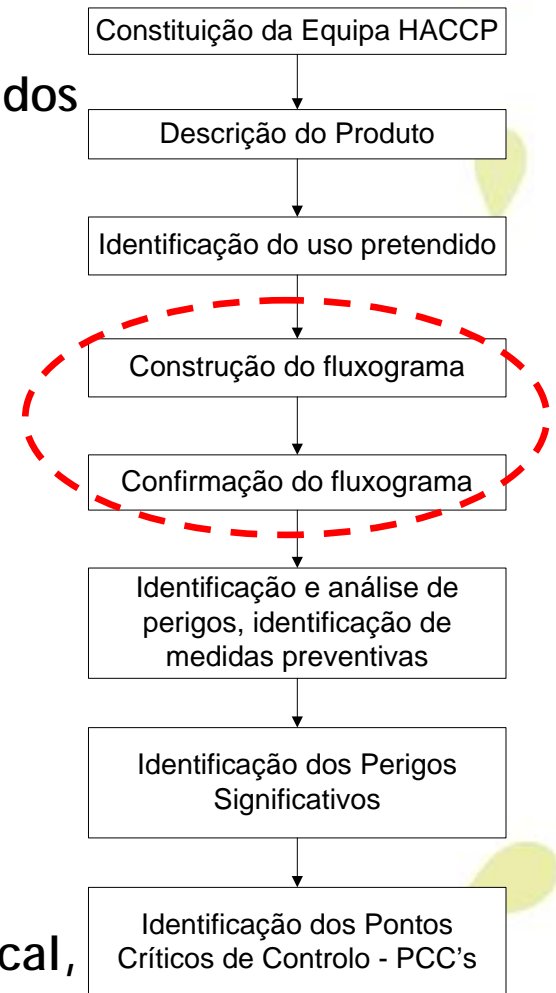 Constituição da Equipa HACCP
dos
Descrição do Produto
Identificação do uso pretendido
Construção do fluxograma
Confirmação do fluxograma
Identificação e análise de
perigos, identificação de
medidas preventivas
Identificação dos Perigos
Significativos
Identificação dos Pontos
Críticos de Controlo - PCC's
cal,